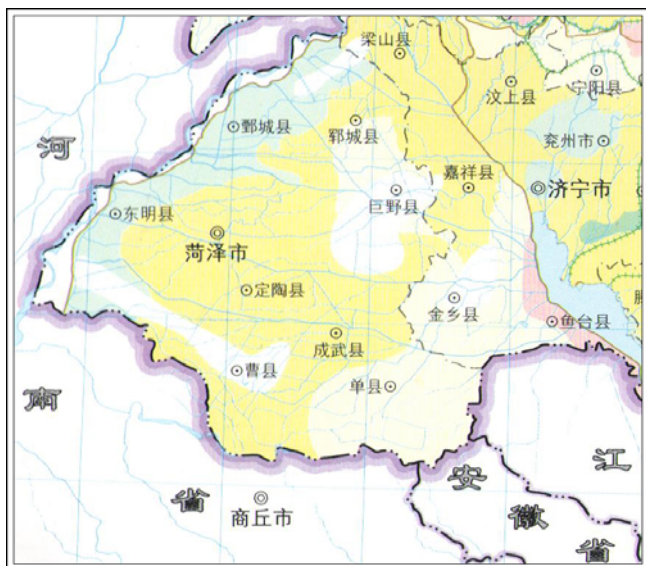 梁山县
宁阳县
汶上县
鄄城县
郓城县
兖州市
河
嘉祥县
济宁市
巨野县
东明县
菏泽市
定陶县
金乡县
鱼台县
成武县
曹县
单县
南
江
安
省
商丘市
徽
省